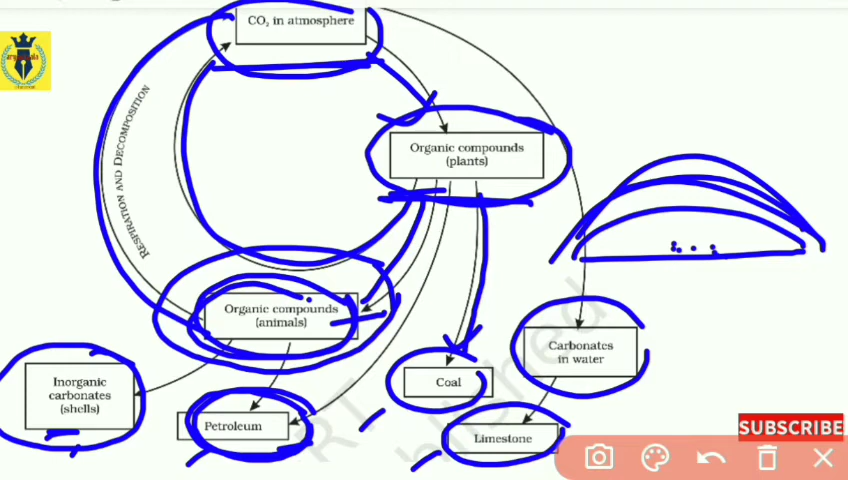 CO₂ in atmosphere
RESPIRATION AND DECOMPOSITION
Organic compounds
(plants)
Organic compounds
(animals)
Carbonates
in water
Inorganic
carbonates
(shells)
Coal
Petroleum
Limestone
SUBSCRIBE